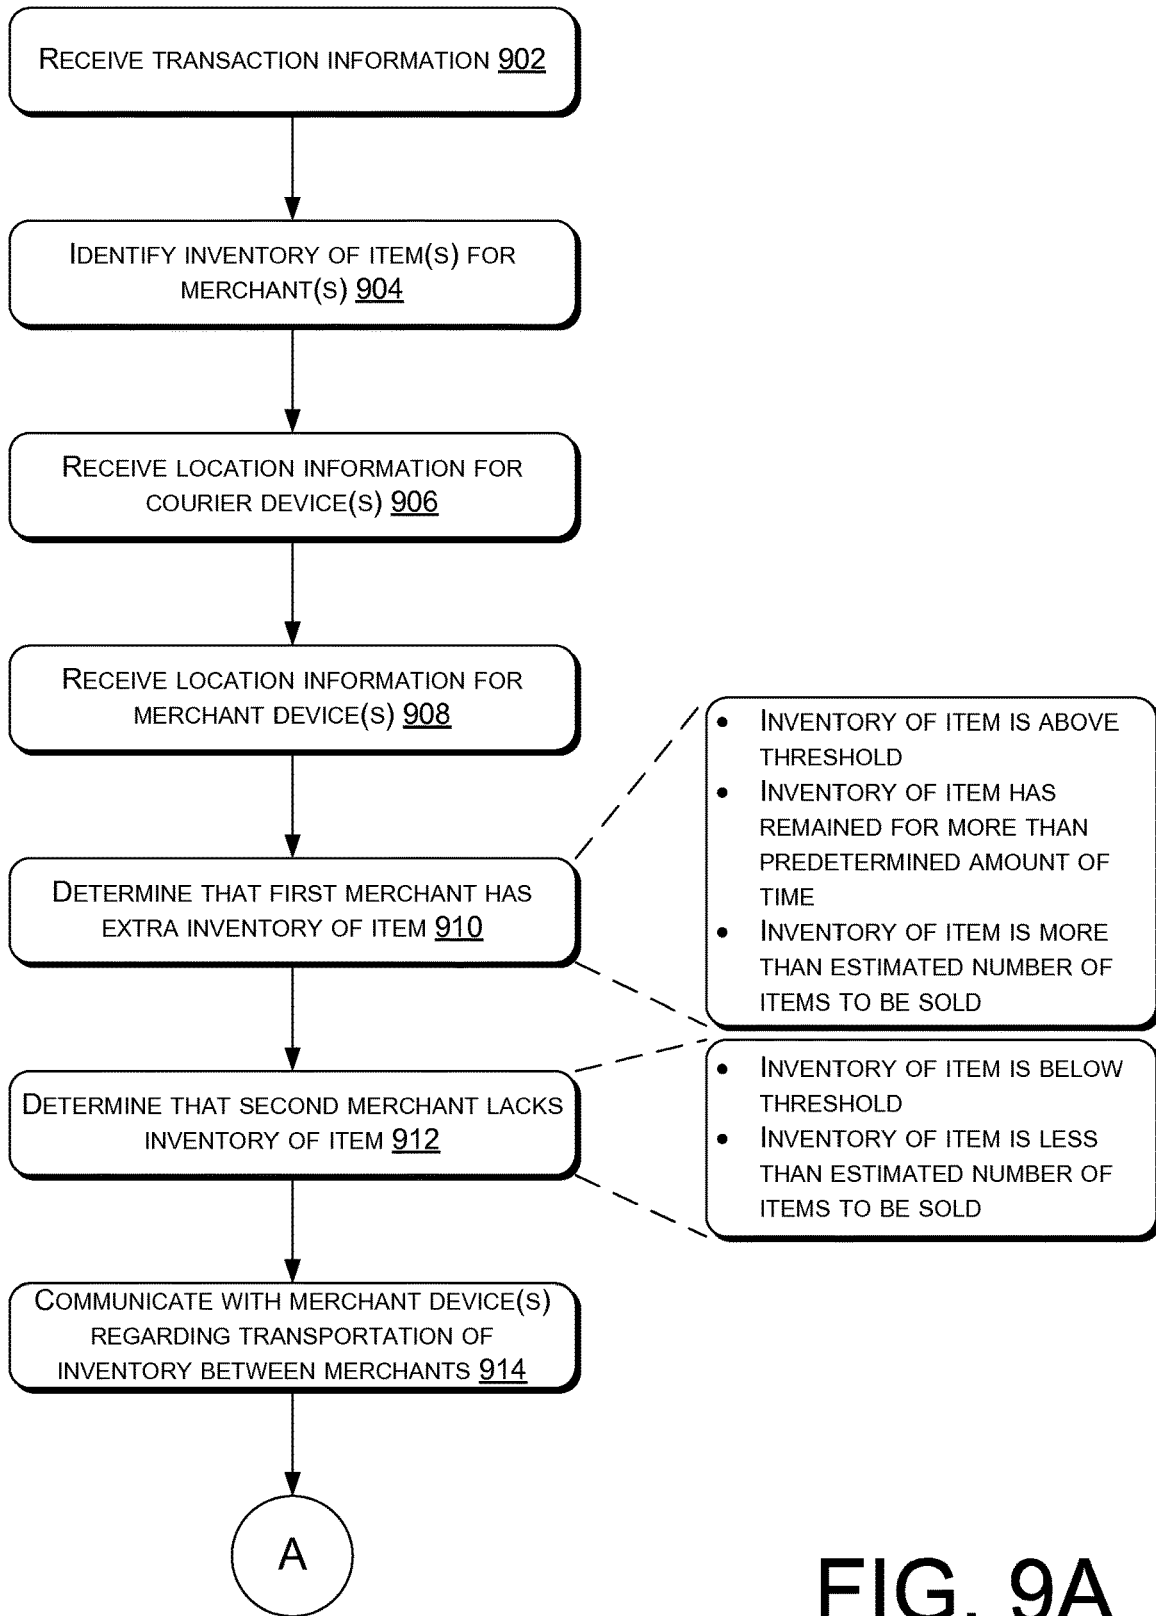 RECEIVE TRANSACTION INFORMATION 902
IDENTIFY INVENTORY OF ITEM(S) FOR
MERCHANT(S) 904
RECEIVE LOCATION INFORMATION FOR
COURIER DEVICE(S) 906
RECEIVE LOCATION INFORMATION FOR
MERCHANT DEVICE(S) 908
DETERMINE THAT FIRST MERCHANT HAS
EXTRA INVENTORY OF ITEM 910
• INVENTORY OF ITEM IS ABOVE
THRESHOLD
• INVENTORY OF ITEM HAS
REMAINED FOR MORE THAN
PREDETERMINED AMOUNT OF
TIME
• INVENTORY OF ITEM IS MORE
THAN ESTIMATED NUMBER OF
ITEMS TO BE SOLD
DETERMINE THAT SECOND MERCHANT LACKS
INVENTORY OF ITEM 912
• INVENTORY OF ITEM IS BELOW
THRESHOLD
• INVENTORY OF ITEM IS LESS
THAN ESTIMATED NUMBER OF
ITEMS TO BE SOLD
COMMUNICATE WITH MERCHANT DEVICE(S)
REGARDING TRANSPORTATION OF
INVENTORY BETWEEN MERCHANTS 914
A
FIG. 9A